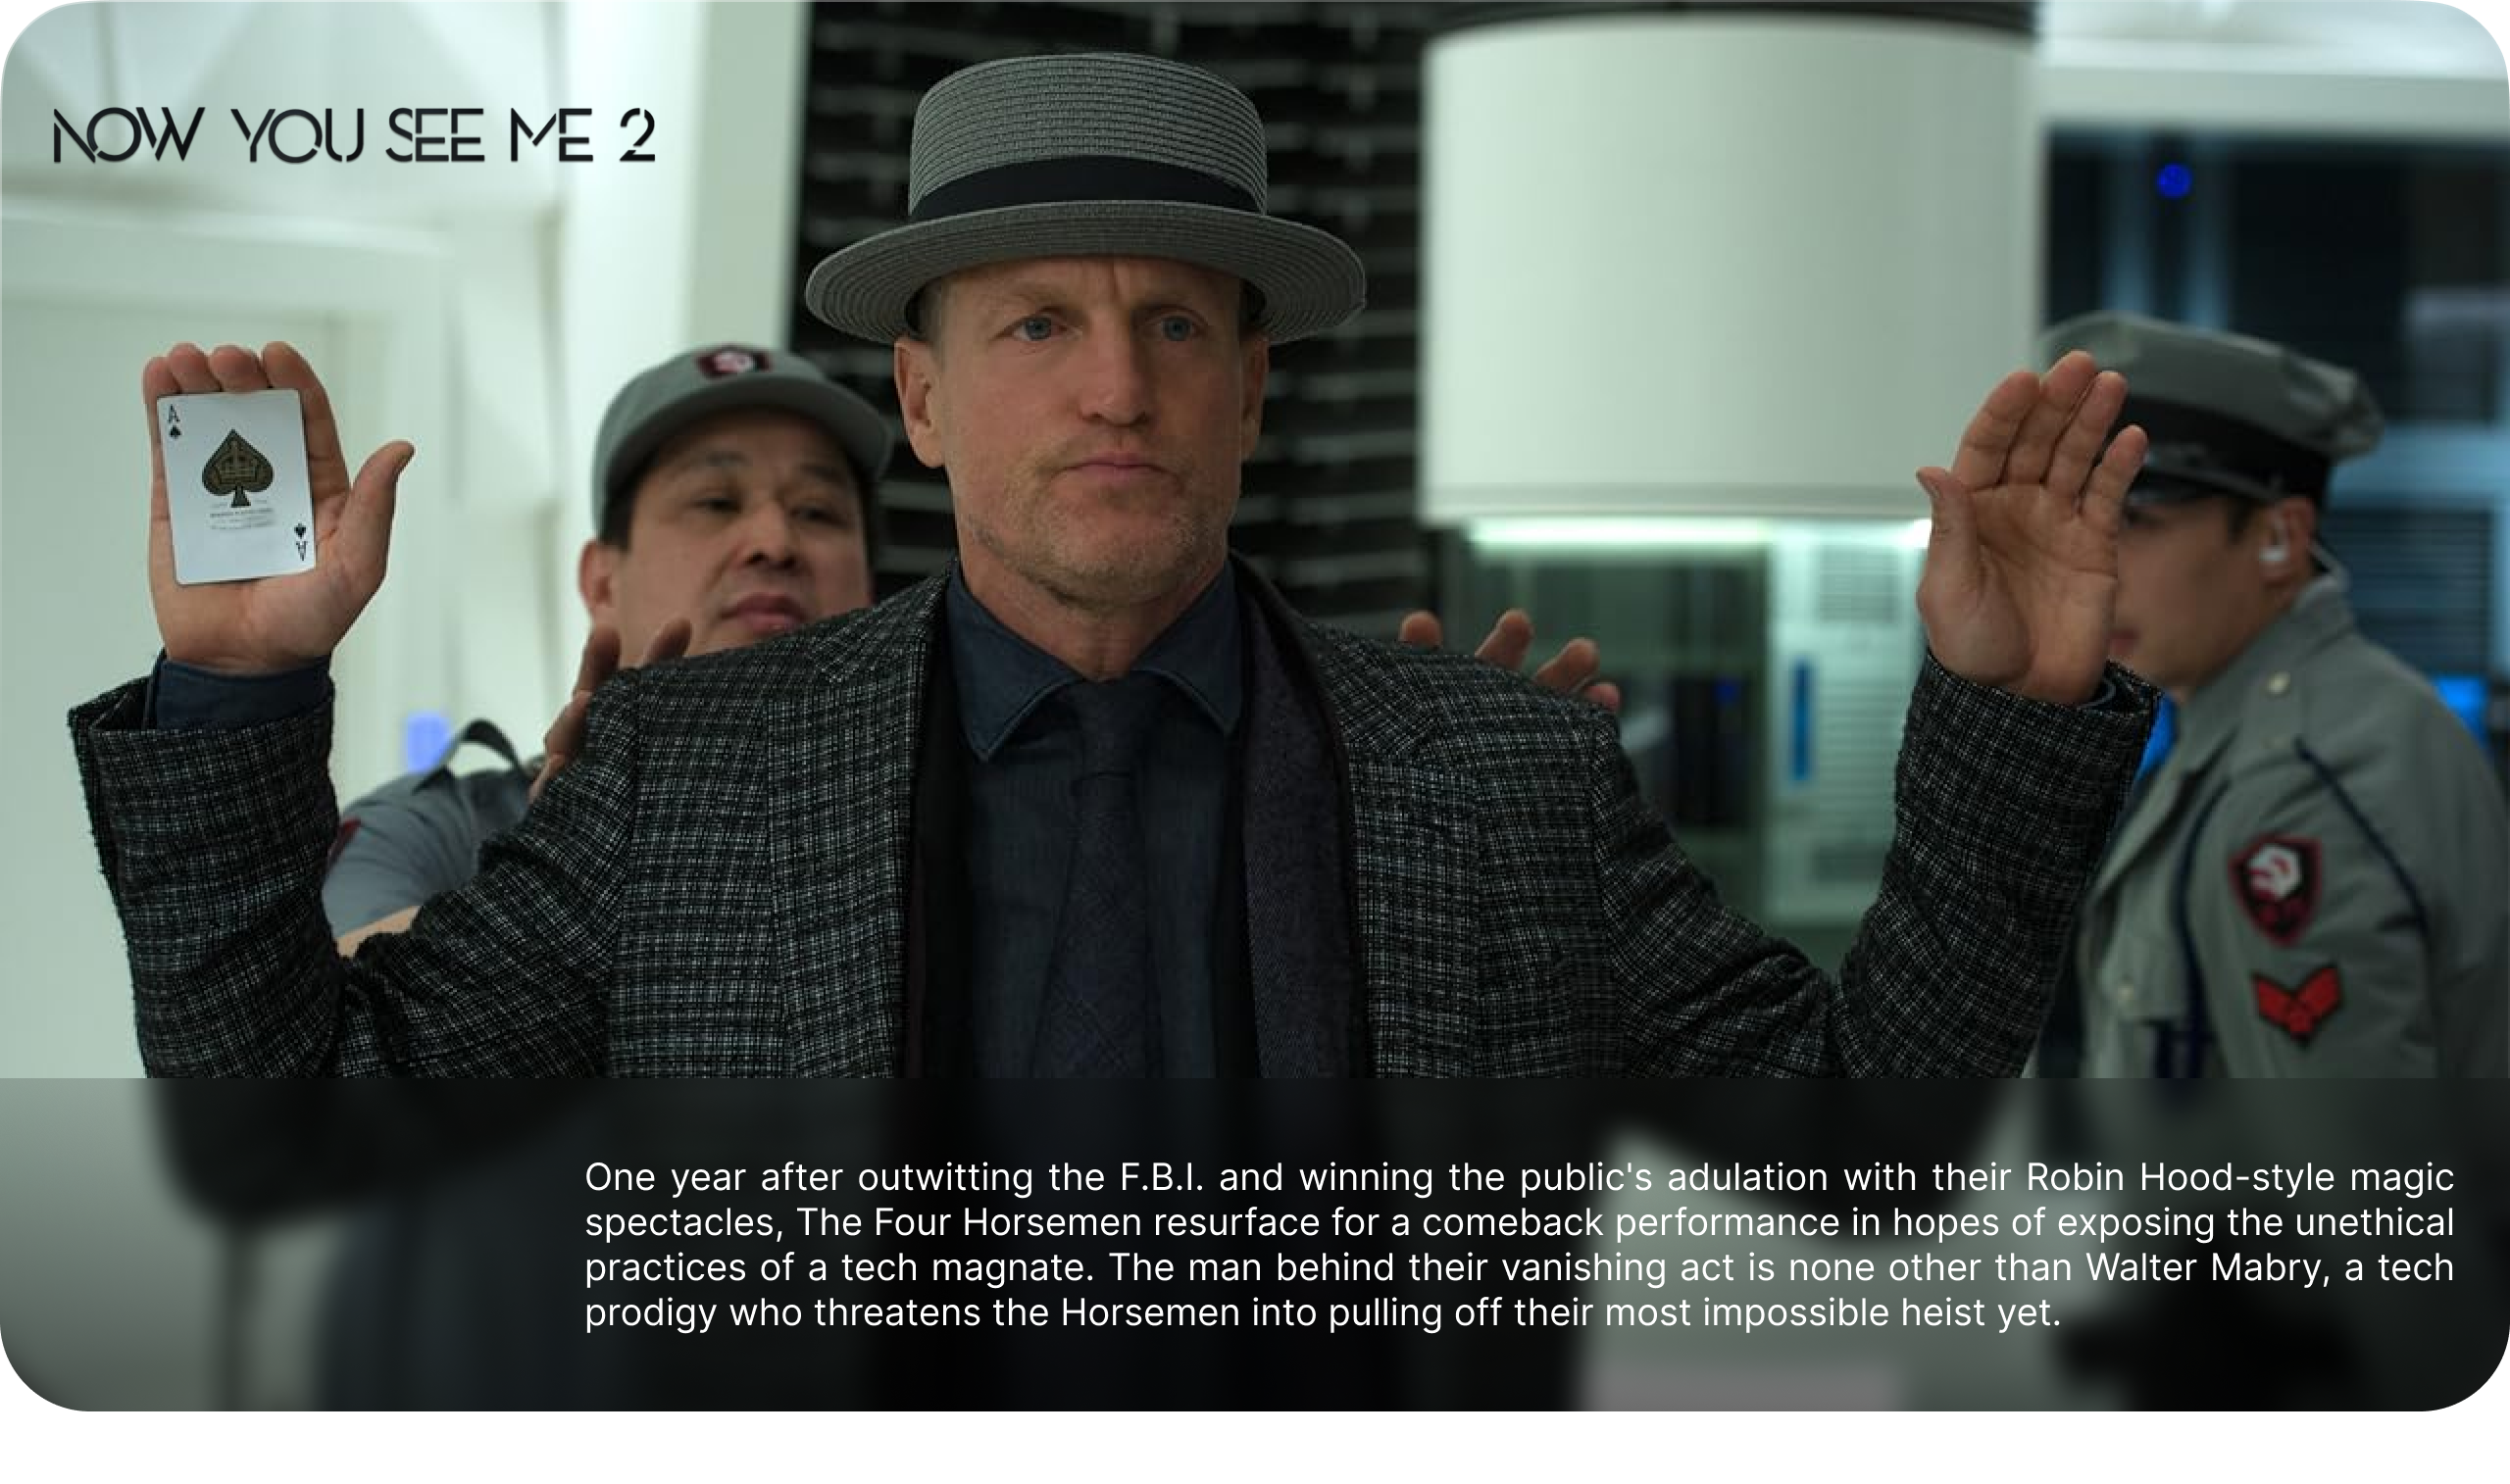 NOW YOU SEE ME 2
A
A
One year after outwitting the F.B.I. and winning the public's adulation with their Robin Hood-style magic
spectacles, The Four Horsemen resurface for a comeback performance in hopes of exposing the unethical
practices of a tech magnate. The man behind their vanishing act is none other than Walter Mabry, a tech
prodigy who threatens the Horsemen into pulling off their most impossible heist yet.